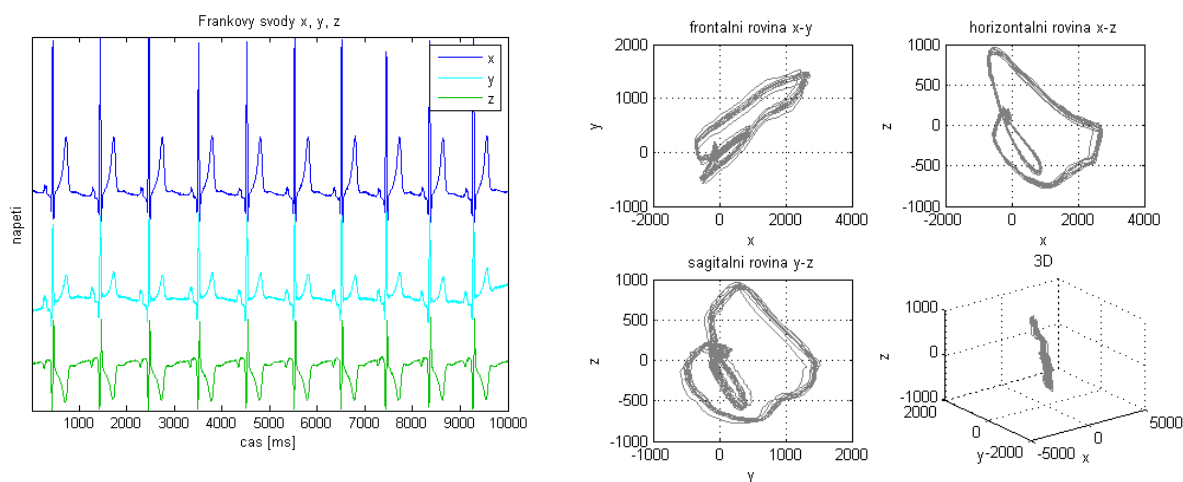 Frankovy svody x, y, z
x
y
z
napeti
1000 2000 3000 4000 5000 6000 7000 8000 9000 10000
cas [ms]
frontalni rovina x-y
2000
1000
0
-1000
-2000 0 2000 4000
y
x
horizontalni rovina x-z
1000
500
0
-500
-1000
-2000 0 2000 4000
z
x
sagitalni rovina y-z
1000
500
0
-500
-1000
-1000 0 1000 2000
z
y
3D
1000
0
-1000
z
2000
0
-2000
y
-5000
0
5000
x